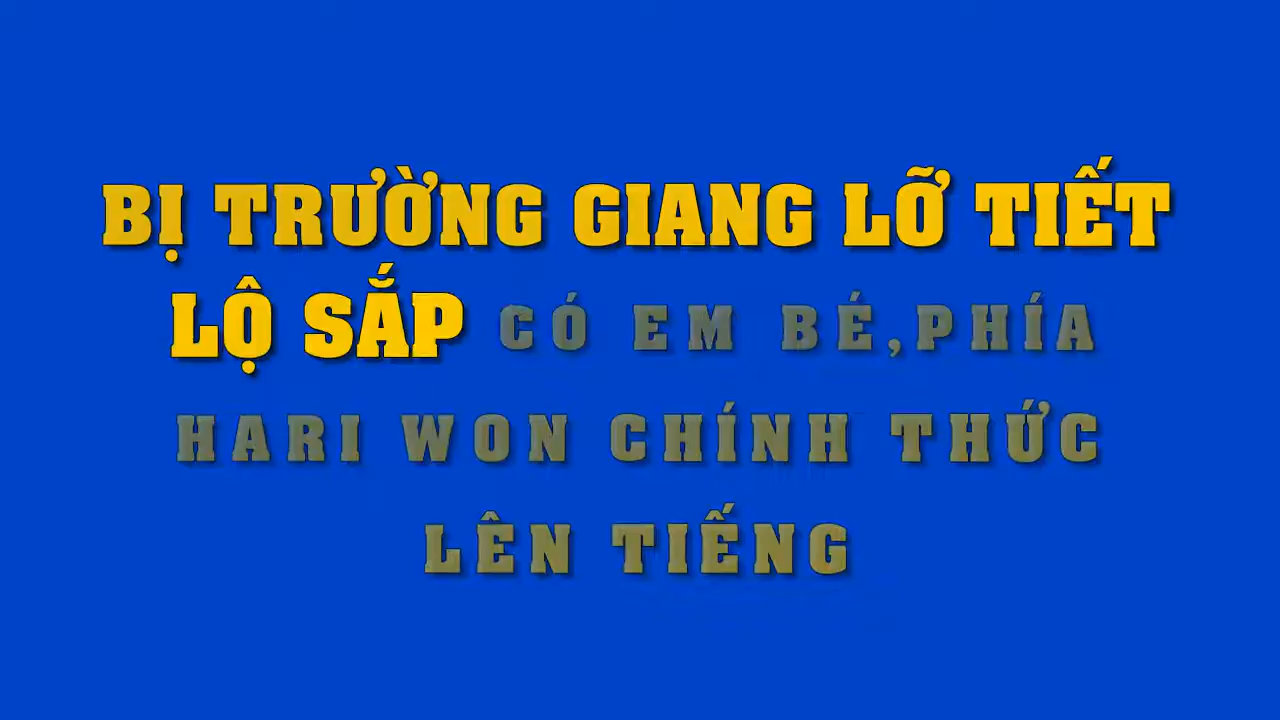 BỊ TRƯỜNG GIANG LỠ TIẾT
LỘ SẮP CÓ EM BÉ,PHÍA
HARI WON CHÍNH THỨC
LÊN TIẾNG